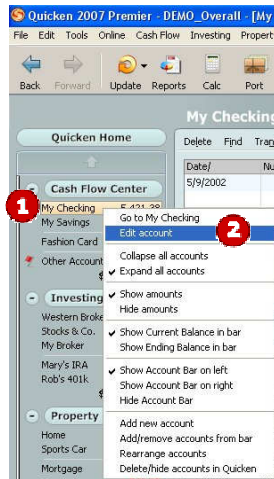 Quicken 2007 Premier - DEMO_Overall - [My
File Edit Tools Online Cash Flow Investing Propert
Back Forward Update Reports Calc Port
My Checking
Quicken Home
Delete Find Tran
Date/ Nu
5/9/2002
Cash Flow Center
1
My Checking 5,421.38
My Savings
Fashion Card
Other Account
$
Go to My Checking
Edit account
2
Collapse all accounts
Expand all accounts
Show amounts
Hide amounts
Show Current Balance in bar
Show Ending Balance in bar
Show Account Bar on left
Show Account Bar on right
Hide Account Bar
Add new account
Add/remove accounts from bar
Rearrange accounts
Delete/hide accounts in Quicken
Investing
Western Broke
Stocks & Co.
My Broker
Mary's IRA
Rob's 401k
$
Property
Home
Sports Car
Mortgage